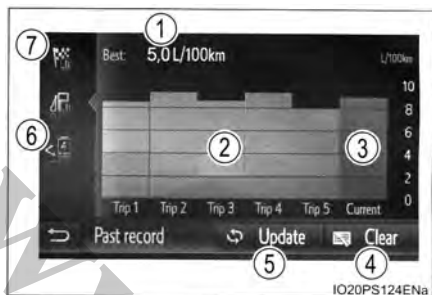 1
7
Best: 5,0 L/100km
L/100km
10
8
6
4
2
0
6
2
3
Trip 1 Trip 2 Trip 3 Trip 4 Trip 5 Current
Past record Update Clear
5
4
IO20PS124ENa